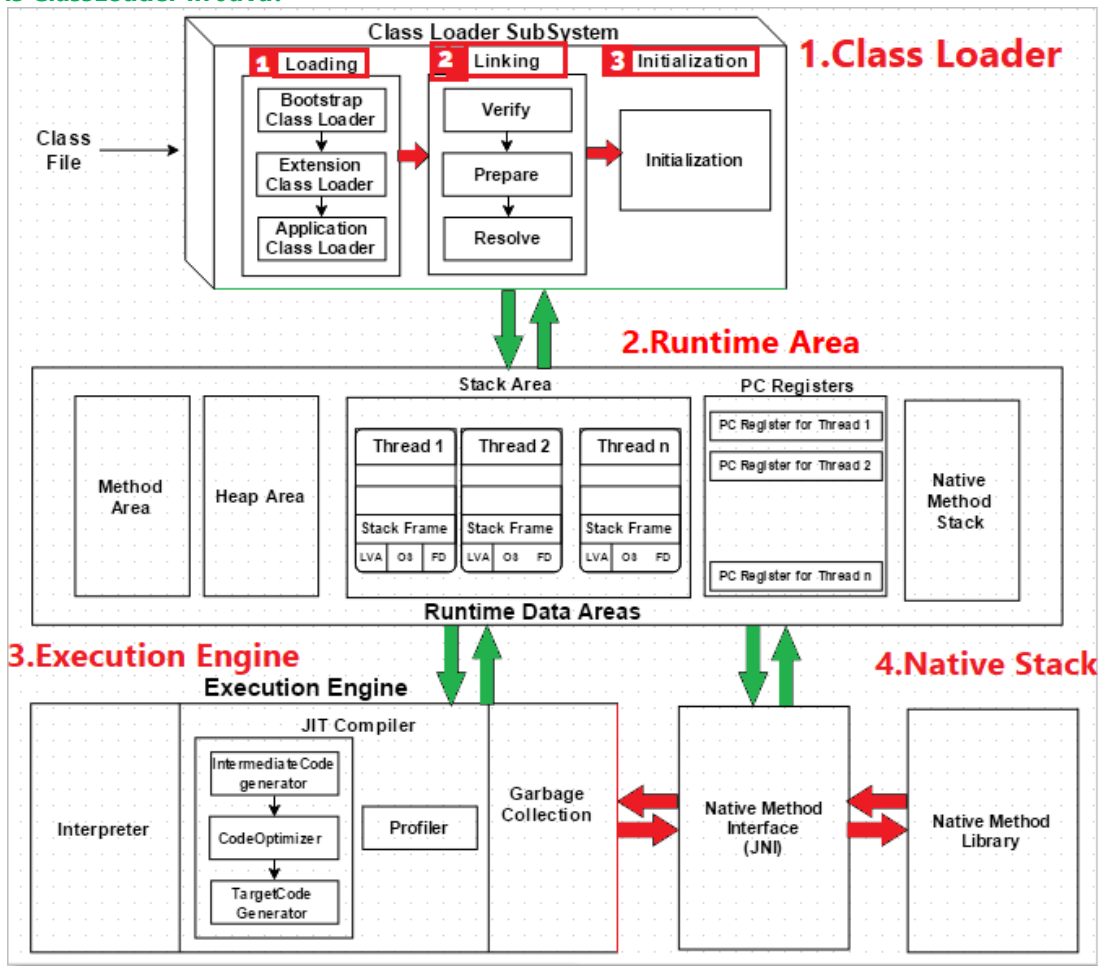 Class Loader SubSystem
1.Class Loader
1 Loading
2 Linking
3 Initialization
Bootstrap
Class Loader
Extension
Class Loader
Application
Class Loader
Verify
Prepare
Resolve
Initialization
Class
File
2.Runtime Area
Stack Area
PC Registers
Method
Area
Heap Area
Thread 1
Thread 2
Thread n
Stack Frame
Stack Frame
Stack Frame
LVA OS FD
LVA OS FD
LVA OS FD
PC Register for Thread 1
PC Register for Thread 2
PC Register for Thread n
Native
Method
Stack
Runtime Data Areas
3.Execution Engine
4.Native Stack
Execution Engine
Interpreter
JIT Compiler
IntermediateCode
generator
CodeOptimizer
TargetCode
Generator
Profiler
Garbage
Collection
Native Method
Interface
(JNI)
Native Method
Library